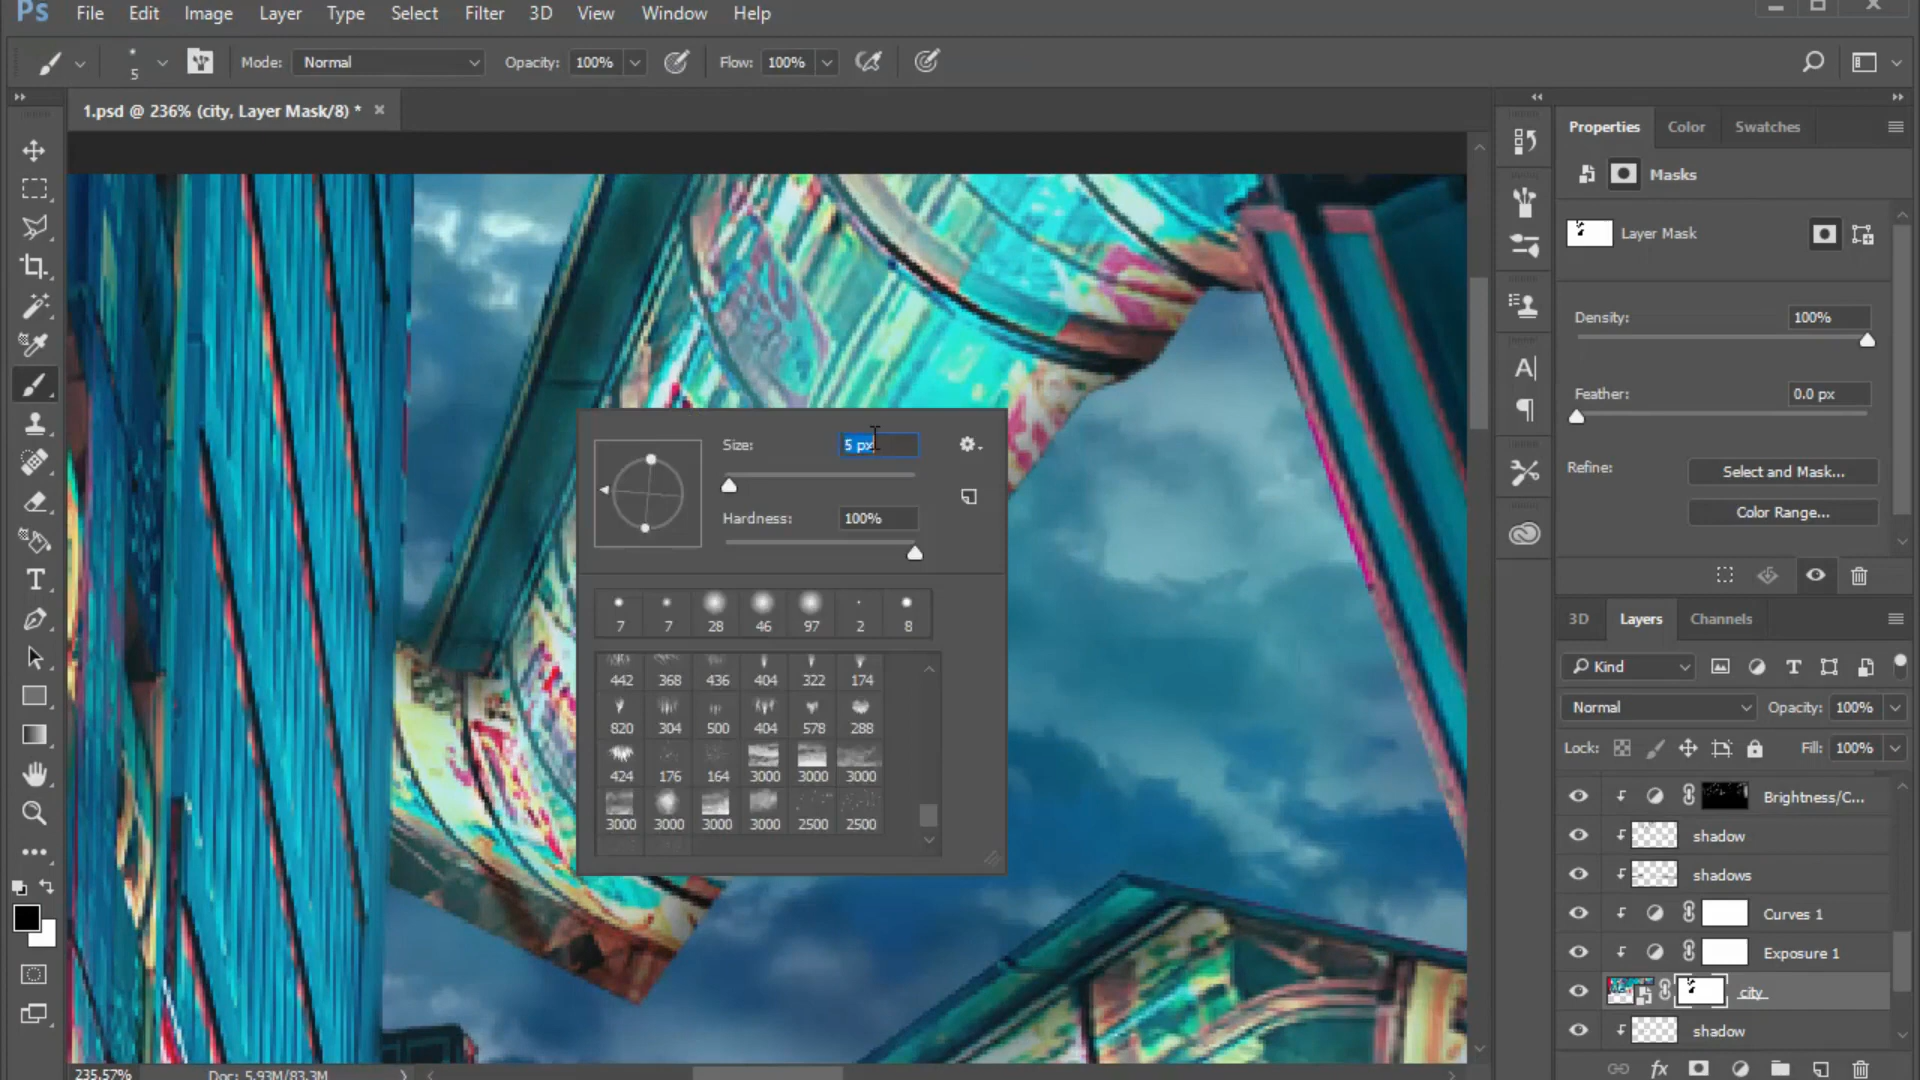 Ps File Edit Image Layer Type Select Filter 3D View Window Help
5 Mode: Normal Opacity: 100% Flow: 100%
1.psd @ 236% (city, Layer Mask/8) *
Properties Color Swatches
Masks
Layer Mask
Density: 100%
Feather: 0.0 px
Refine: Select and Mask...
Color Range...
Size: 5 px
Hardness: 100%
7 7 28 46 97 2 8
442 368 436 404 322 174
820 304 500 404 578 288
424 176 164 3000 3000 3000
3000 3000 3000 3000 2500 2500
3D Layers Channels
Kind
Normal Opacity: 100%
Lock: Fill: 100%
Brightness/C...
shadow
shadows
Curves 1
Exposure 1
city
shadow
fx
235.57% Doc: 5.93M/83.3M